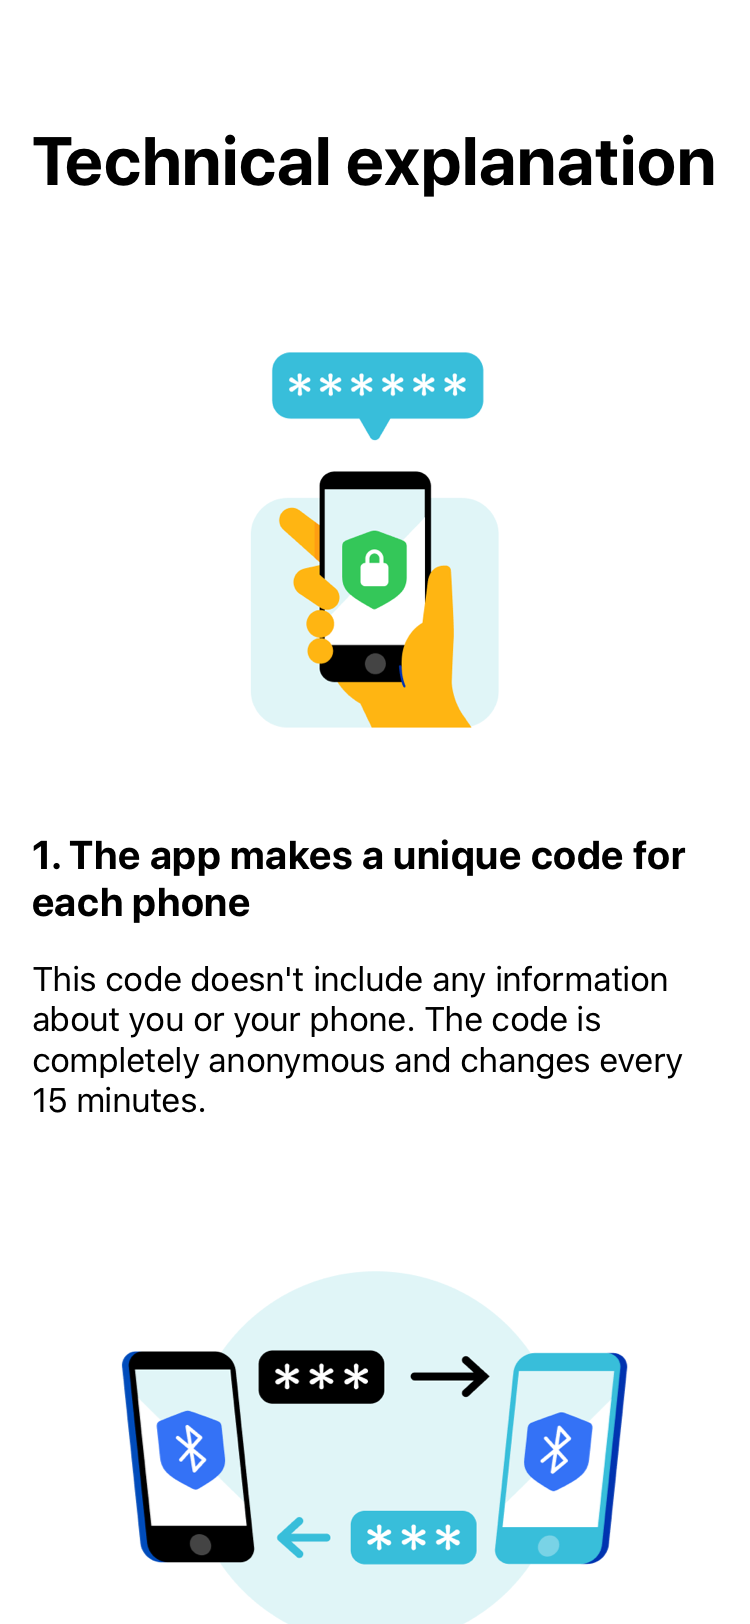 Technical explanation
******
1. The app makes a unique code for
each phone
This code doesn't include any information
about you or your phone. The code is
completely anonymous and changes every
15 minutes.
***
***